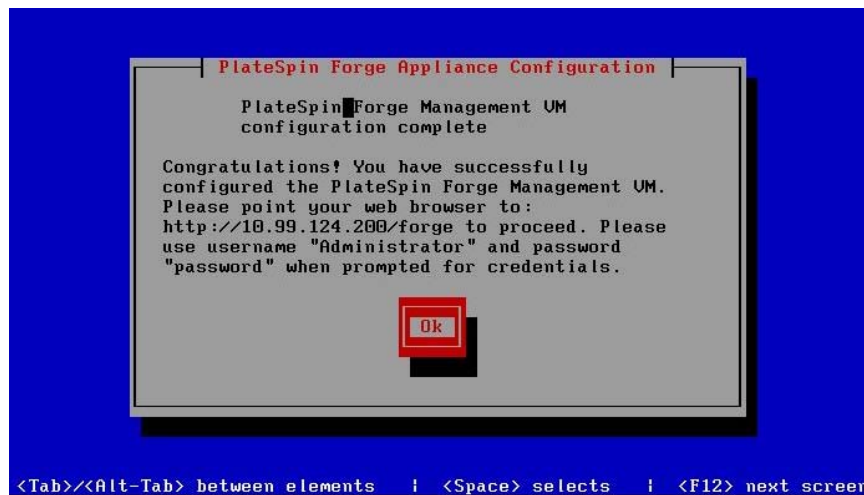 PlateSpin Forge Appliance Configuration
PlateSpin Forge Management VM
configuration complete
Congratulations! You have successfully
configured the PlateSpin Forge Management VM.
Please point your web browser to:
http://10.99.124.200/forge to proceed. Please
use username "Administrator" and password
"password" when prompted for credentials.
Ok
<Tab>/<Alt-Tab> between elements | <Space> selects | <F12> next screen